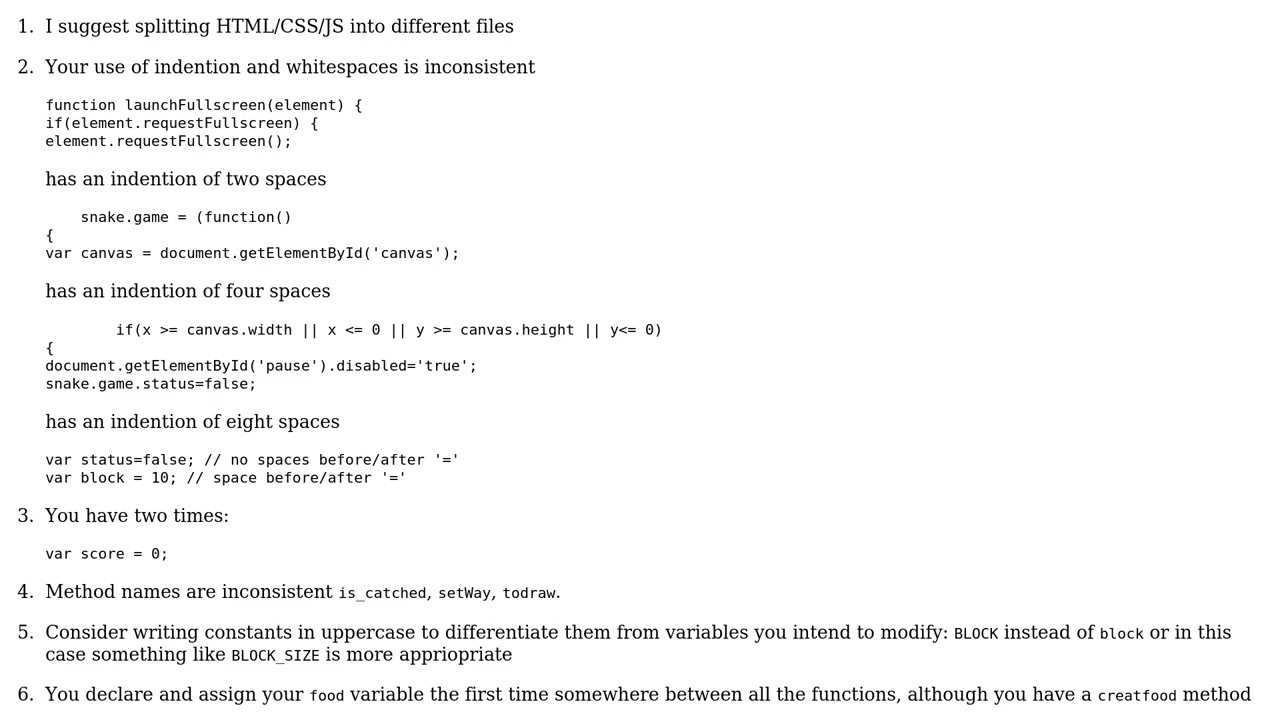 1. I suggest splitting HTML/CSS/JS into different files
2. Your use of indention and whitespaces is inconsistent
function launchFullscreen(element) {
if(element.requestFullscreen) {
element.requestFullscreen();
has an indention of two spaces
    snake.game = (function()
{
var canvas = document.getElementById('canvas');
has an indention of four spaces
        if(x >= canvas.width || x <= 0 || y >= canvas.height || y<= 0)
{
document.getElementById('pause').disabled='true';
snake.game.status=false;
has an indention of eight spaces
var status=false; // no spaces before/after '='
var block = 10; // space before/after '='
3. You have two times:
var score = 0;
4. Method names are inconsistent is_catched, setWay, todraw.
5. Consider writing constants in uppercase to differentiate them from variables you intend to modify: BLOCK instead of block or in this
case something like BLOCK_SIZE is more appriopriate
6. You declare and assign your food variable the first time somewhere between all the functions, although you have a creatfood method